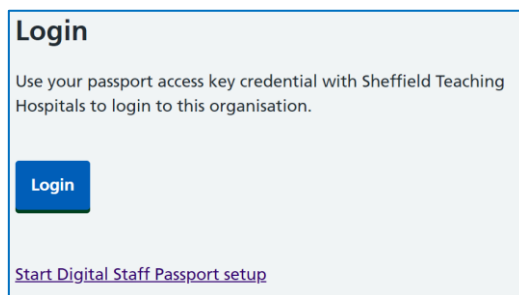 Login
Use your passport access key credential with Sheffield Teaching
Hospitals to login to this organisation.
Login
Start Digital Staff Passport setup